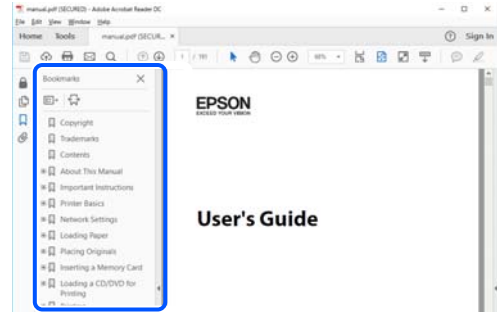 manual.pdf (SECURED) - Adobe Acrobat Reader DC
File Edit View Window Help
Home Tools manual.pdf (SECUR... × Sign In
1 / 191
Bookmarks ×
EPSON
EXCEED YOUR VISION
Copyright
Trademarks
Contents
About This Manual
Important Instructions
Printer Basics
Network Settings
User's Guide
Loading Paper
Placing Originals
Inserting a Memory Card
Loading a CD/DVD for
Printing